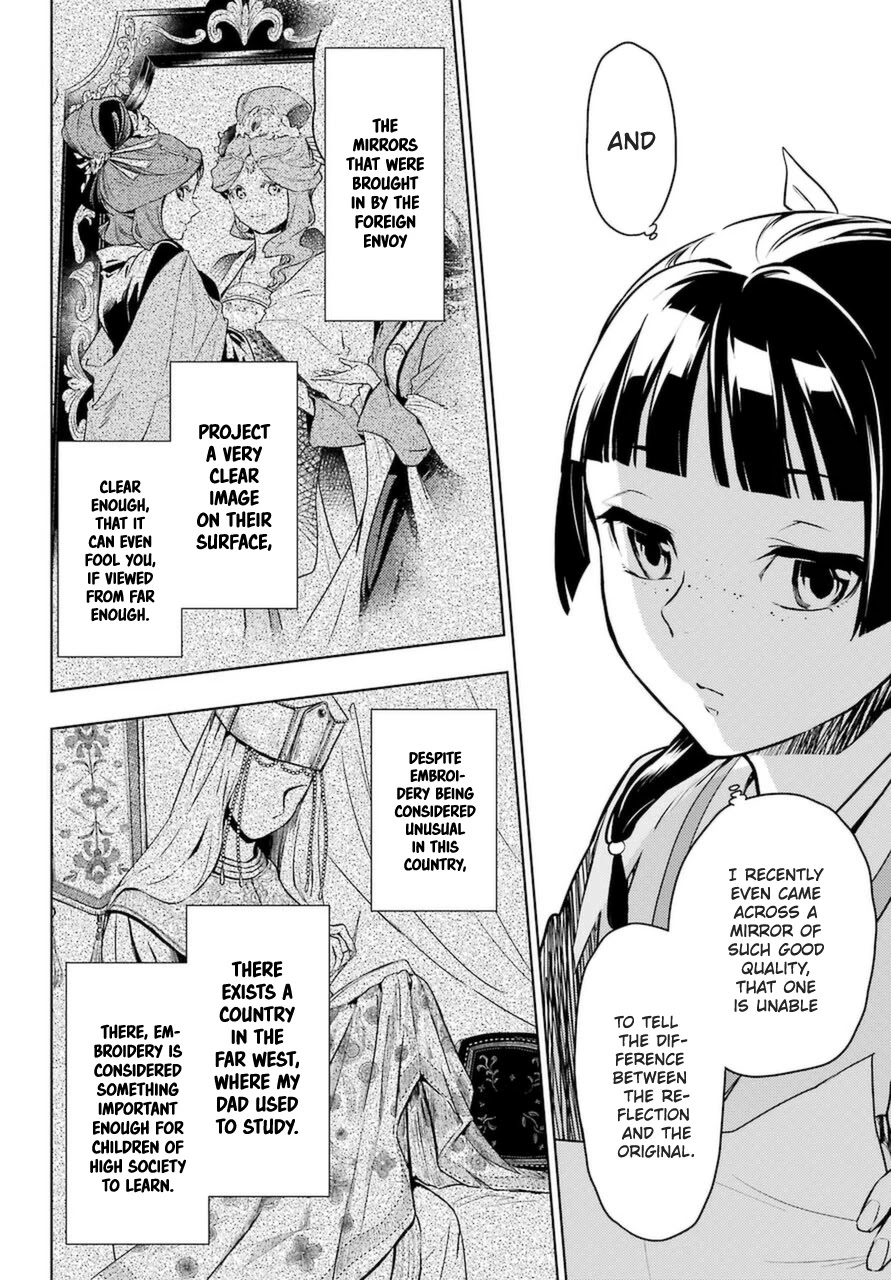 AND
I RECENTLY
EVEN CAME
ACROSS A
MIRROR OF
SUCH GOOD
QUALITY,
THAT ONE
IS UNABLE
TO TELL
THE DIF-
FERENCE
BETWEEN
THE RE-
FLECTION
AND THE
ORIGINAL.
THE
MIRRORS
THAT WERE
BROUGHT
IN BY THE
FOREIGN
ENVOY
PROJECT
A VERY
CLEAR
IMAGE
ON THEIR
SURFACE,
CLEAR
ENOUGH,
THAT IT
CAN EVEN
FOOL YOU,
IF VIEWED
FROM FAR
ENOUGH.
DESPITE
EMBROI-
DERY BEING
CONSIDERED
UNUSUAL
IN THIS
COUNTRY,
THERE
EXISTS A
COUNTRY
IN THE
FAR WEST,
WHERE MY
DAD USED
TO STUDY.
THERE, EM-
BROIDERY IS
CONSIDERED
SOMETHING
IMPORTANT
ENOUGH FOR
CHILDREN OF
HIGH SOCIETY
TO LEARN.